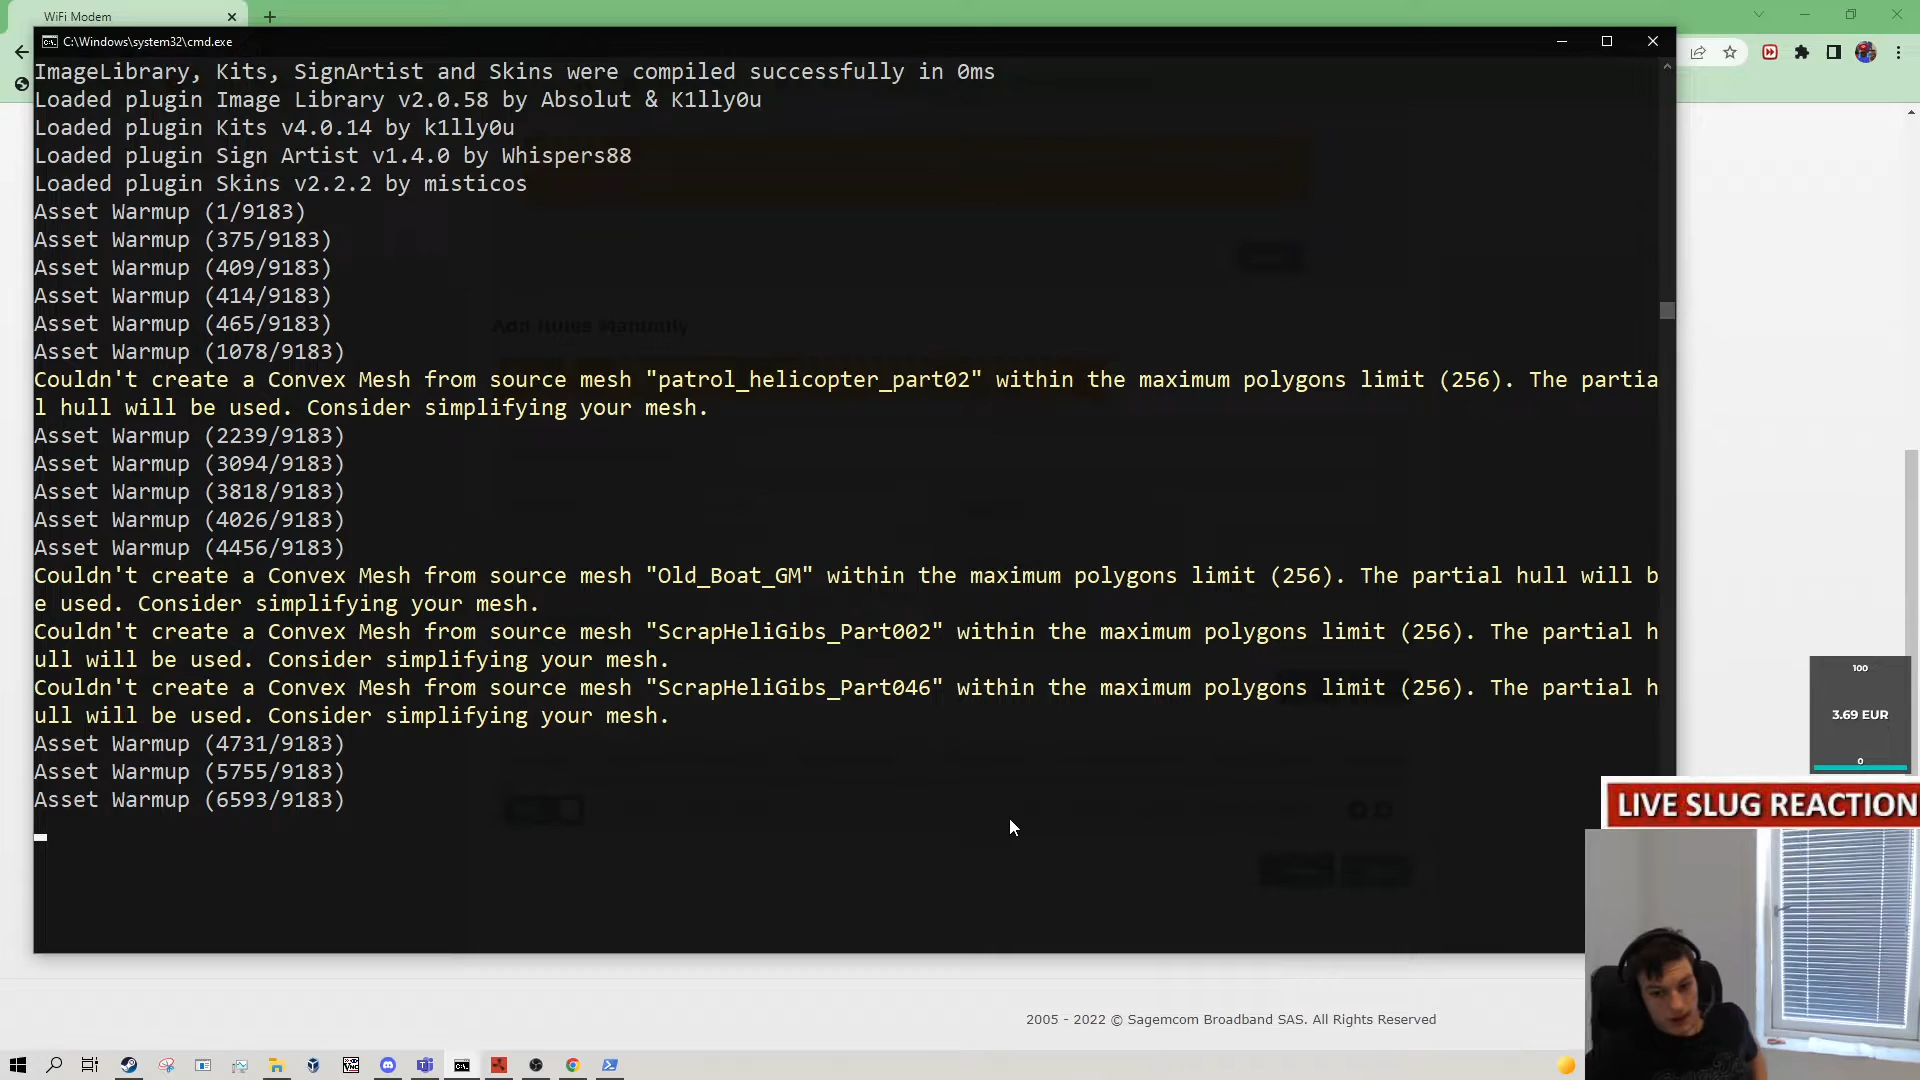 WiFi Modem
C:\Windows\system32\cmd.exe
ImageLibrary, Kits, SignArtist and Skins were compiled successfully in 0ms
Loaded plugin Image Library v2.0.58 by Absolut & K1lly0u
Loaded plugin Kits v4.0.14 by k1lly0u
Loaded plugin Sign Artist v1.4.0 by Whispers88
Loaded plugin Skins v2.2.2 by misticos
Asset Warmup (1/9183)
Asset Warmup (375/9183)
Asset Warmup (409/9183)
Asset Warmup (414/9183)
Asset Warmup (465/9183)
Add Rules Manually
Asset Warmup (1078/9183)
Couldn't create a Convex Mesh from source mesh "patrol_helicopter_part02" within the maximum polygons limit (256). The partia
l hull will be used. Consider simplifying your mesh.
Asset Warmup (2239/9183)
Asset Warmup (3094/9183)
Asset Warmup (3818/9183)
Asset Warmup (4026/9183)
Asset Warmup (4456/9183)
Couldn't create a Convex Mesh from source mesh "Old_Boat_GM" within the maximum polygons limit (256). The partial hull will b
e used. Consider simplifying your mesh.
Couldn't create a Convex Mesh from source mesh "ScrapHeliGibs_Part002" within the maximum polygons limit (256). The partial h
ull will be used. Consider simplifying your mesh.
Couldn't create a Convex Mesh from source mesh "ScrapHeliGibs_Part046" within the maximum polygons limit (256). The partial h
ull will be used. Consider simplifying your mesh.
Asset Warmup (4731/9183)
Asset Warmup (5755/9183)
Asset Warmup (6593/9183)
100
3.69 EUR
0
LIVE SLUG REACTION
2005 - 2022 © Sagemcom Broadband SAS. All Rights Reserved